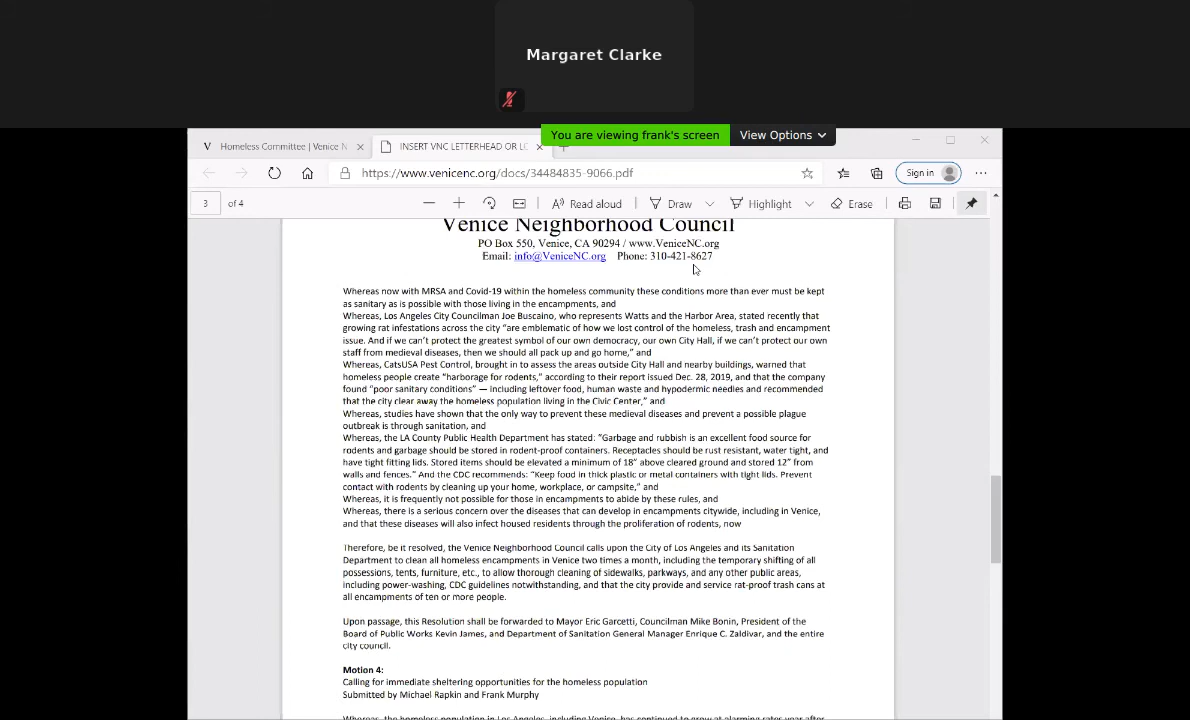 Margaret Clarke
You are viewing frank's screen View Options
V Homeless Committee | Venice N INSERT VNC LETTERHEAD OR LC
https://www.venicenc.org/docs/34484835-9066.pdf Sign in
3 of 4 Read aloud Draw Highlight Erase
Venice Neighborhood Council
PO Box 550, Venice, CA 90294 / www.VeniceNC.org
Email: info@VeniceNC.org Phone: 310-421-8627
Whereas now with MRSA and Covid-19 within the homeless community these conditions more than ever must be kept
as sanitary as is possible with those living in the encampments, and
Whereas, Los Angeles City Councilman Joe Buscaino, who represents Watts and the Harbor Area, stated recently that
growing rat infestations across the city “are emblematic of how we lost control of the homeless, trash and encampment
issue. And if we can’t protect the greatest symbol of our own democracy, our own City Hall, if we can’t protect our own
staff from medieval diseases, then we should all pack up and go home,” and
Whereas, CatsUSA Pest Control, brought in to assess the areas outside City Hall and nearby buildings, warned that
homeless people create “harborage for rodents,” according to their report issued Dec. 28, 2019, and that the company
found “poor sanitary conditions” — including leftover food, human waste and hypodermic needles and recommended
that the city clear away the homeless population living in the Civic Center,” and
Whereas, studies have shown that the only way to prevent these medieval diseases and prevent a possible plague
outbreak is through sanitation, and
Whereas, the LA County Public Health Department has stated: “Garbage and rubbish is an excellent food source for
rodents and garbage should be stored in rodent-proof containers. Receptacles should be rust resistant, water tight, and
have tight fitting lids. Stored items should be elevated a minimum of 18” above cleared ground and stored 12” from
walls and fences.” And the CDC recommends: “Keep food in thick plastic or metal containers with tight lids. Prevent
contact with rodents by cleaning up your home, workplace, or campsite,” and
Whereas, it is frequently not possible for those in encampments to abide by these rules, and
Whereas, there is a serious concern over the diseases that can develop in encampments citywide, including in Venice,
and that these diseases will also infect housed residents through the proliferation of rodents, now
Therefore, be it resolved, the Venice Neighborhood Council calls upon the City of Los Angeles and its Sanitation
Department to clean all homeless encampments in Venice two times a month, including the temporary shifting of all
possessions, tents, furniture, etc., to allow thorough cleaning of sidewalks, parkways, and any other public areas,
including power-washing, CDC guidelines notwithstanding, and that the city provide and service rat-proof trash cans at
all encampments of ten or more people.
Upon passage, this Resolution shall be forwarded to Mayor Eric Garcetti, Councilman Mike Bonin, President of the
Board of Public Works Kevin James, and Department of Sanitation General Manager Enrique C. Zaldivar, and the entire
city council.
Motion 4:
Calling for immediate sheltering opportunities for the homeless population
Submitted by Michael Rapkin and Frank Murphy
Whereas, the homeless population in Los Angeles, including Venice, has continued to grow at alarming rates year after